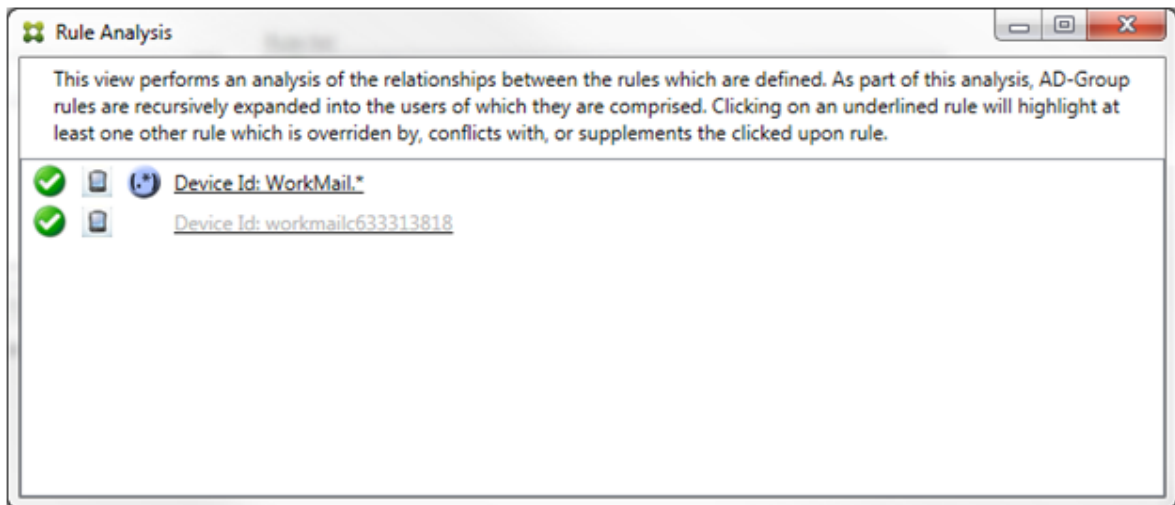 Rule Analysis
This view performs an analysis of the relationships between the rules which are defined. As part of this analysis, AD-Group
rules are recursively expanded into the users of which they are comprised. Clicking on an underlined rule will highlight at
least one other rule which is overriden by, conflicts with, or supplements the clicked upon rule.
(.*) Device Id: WorkMail.*
Device Id: workmailc633313818